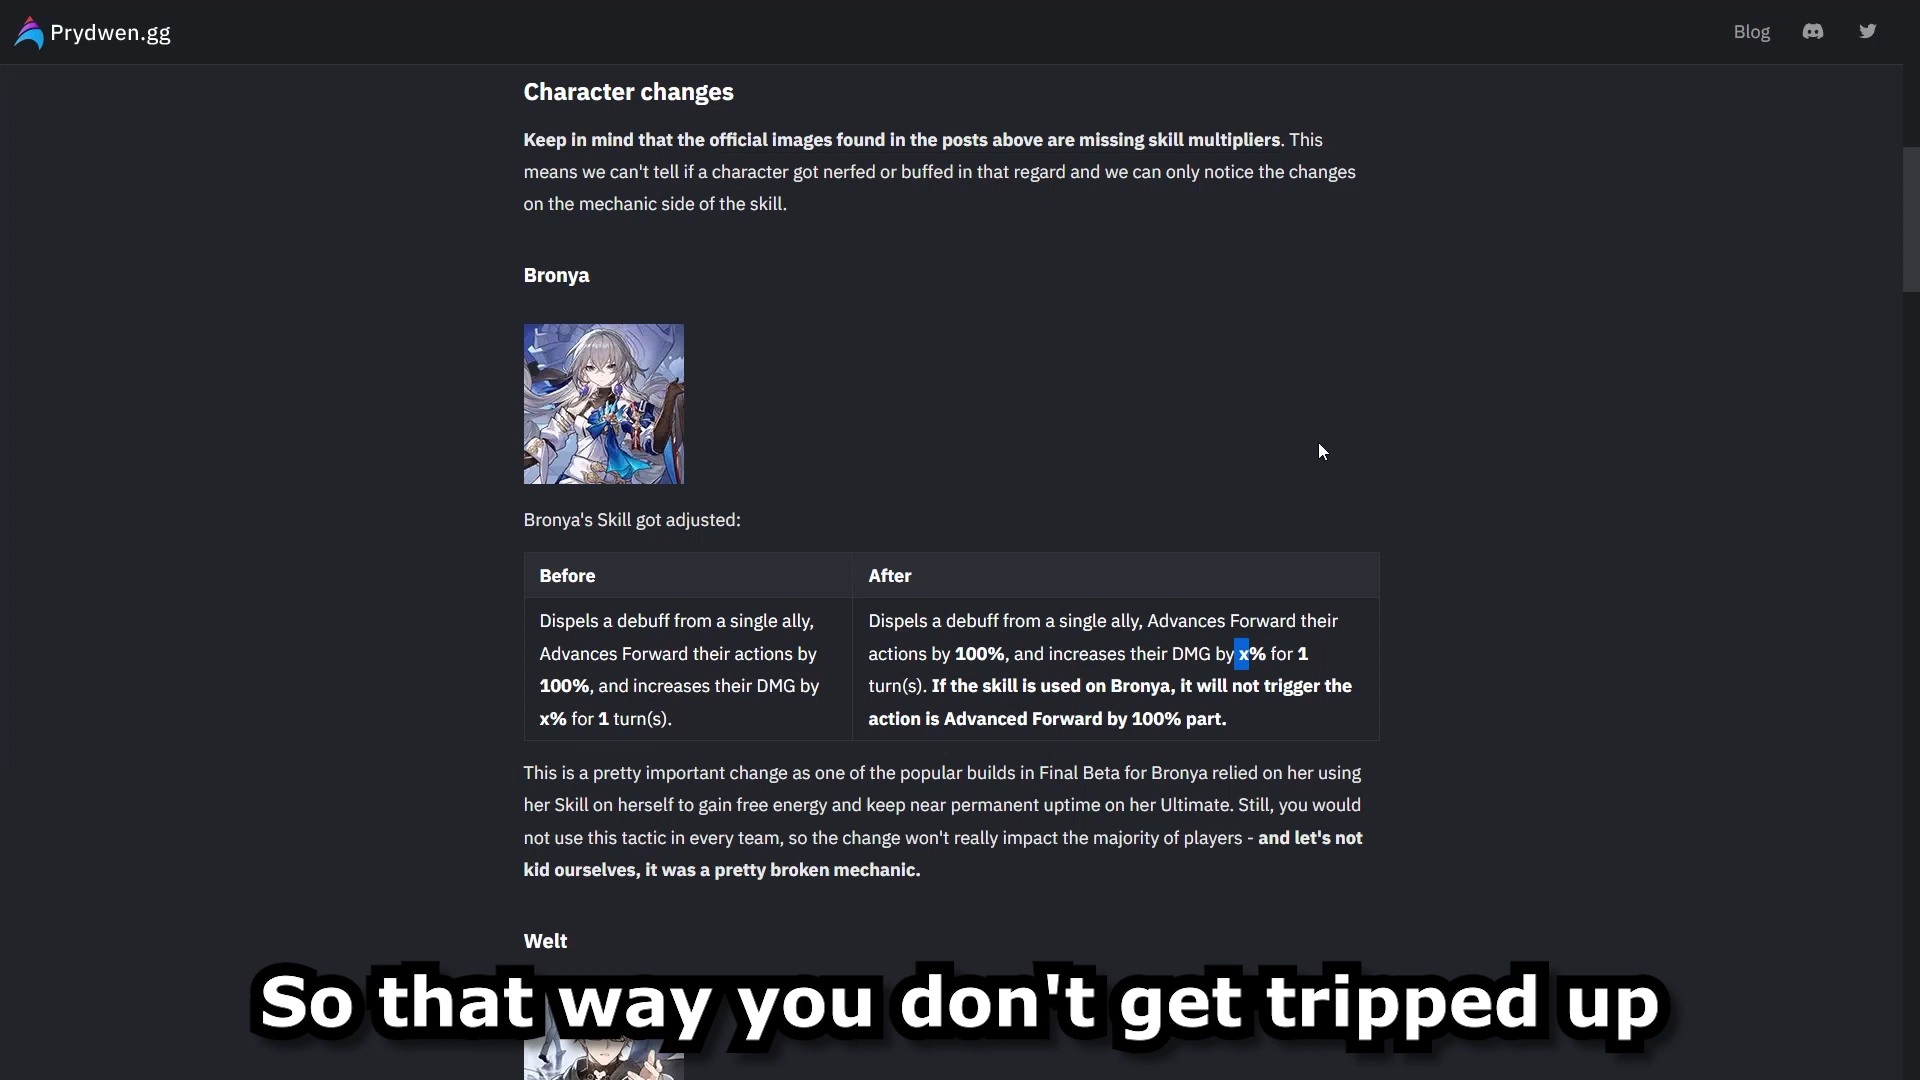 Prydwen.gg
Blog
Character changes
Keep in mind that the official images found in the posts above are missing skill multipliers. This
means we can't tell if a character got nerfed or buffed in that regard and we can only notice the changes
on the mechanic side of the skill.
Bronya
Bronya's Skill got adjusted:
Before
After
Dispels a debuff from a single ally,
Advances Forward their actions by
100%, and increases their DMG by
x% for 1 turn(s).
Dispels a debuff from a single ally, Advances Forward their
actions by 100%, and increases their DMG by x% for 1
turn(s). If the skill is used on Bronya, it will not trigger the
action is Advanced Forward by 100% part.
This is a pretty important change as one of the popular builds in Final Beta for Bronya relied on her using
her Skill on herself to gain free energy and keep near permanent uptime on her Ultimate. Still, you would
not use this tactic in every team, so the change won't really impact the majority of players - and let's not
kid ourselves, it was a pretty broken mechanic.
Welt
So that way you don't get tripped up